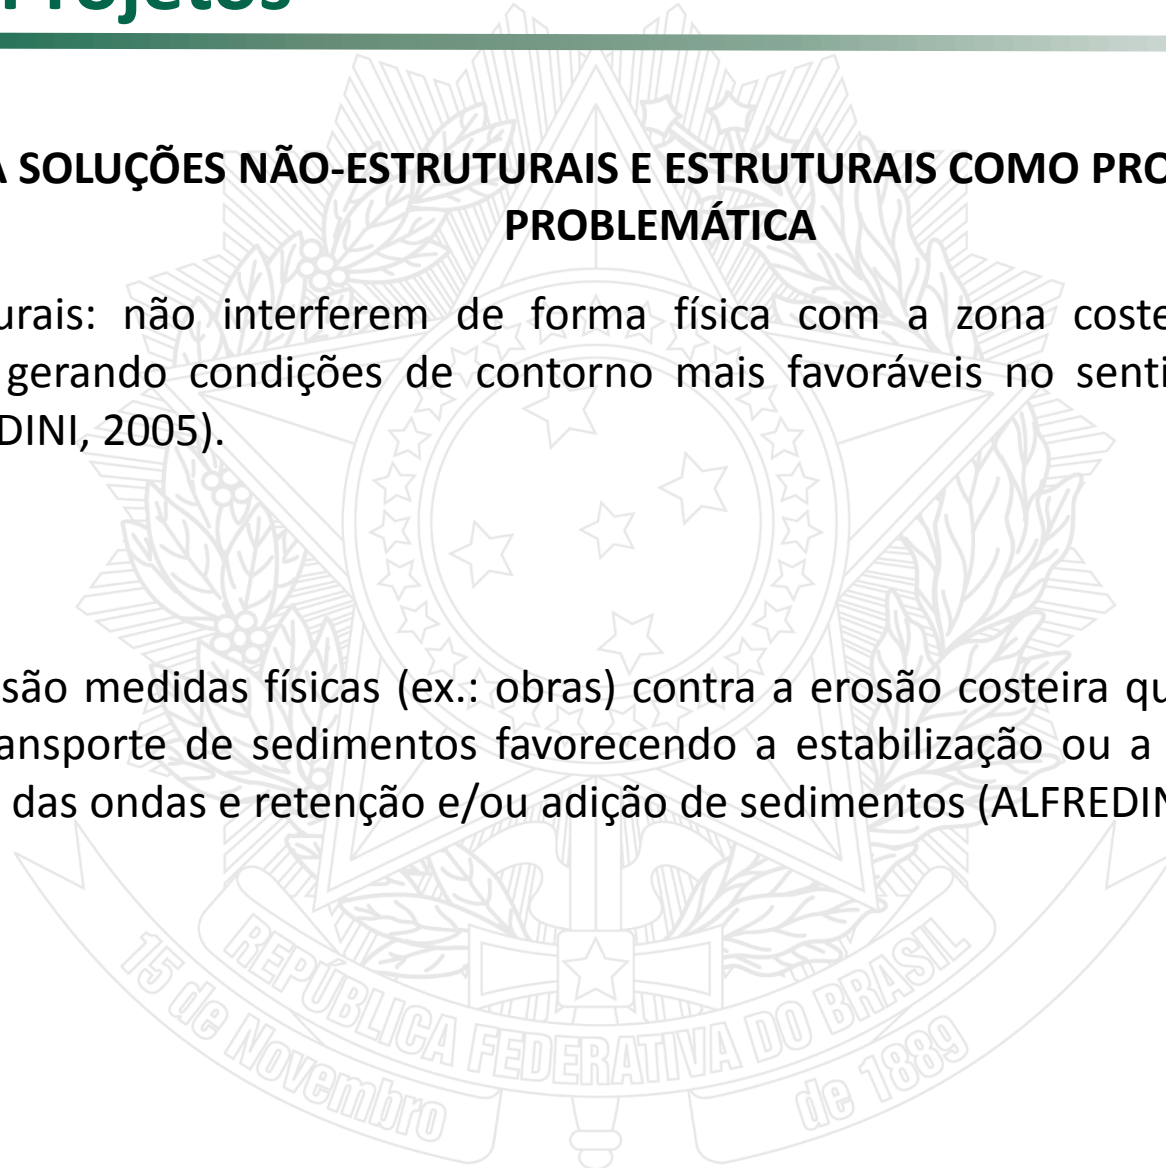 Projetos
A SOLUÇÕES NÃO-ESTRUTURAIS E ESTRUTURAIS COMO PRO
PROBLEMÁTICA
urais: não interferem de forma física com a zona coste
gerando condições de contorno mais favoráveis no senti
DINI, 2005).
são medidas físicas (ex.: obras) contra a erosão costeira qu
ansporte de sedimentos favorecendo a estabilização ou a
das ondas e retenção e/ou adição de sedimentos (ALFREDIN
REPÚBLICA FEDERATIVA DO BRASIL
15 de Novembro de 1889